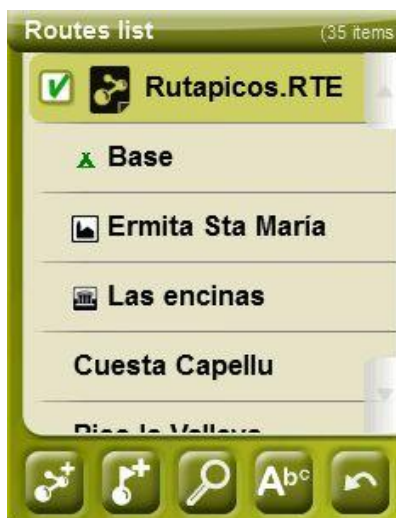 Routes list (35 items
Rutapicos.RTE
Base
Ermita Sta María
Las encinas
Cuesta Capellu
Abc